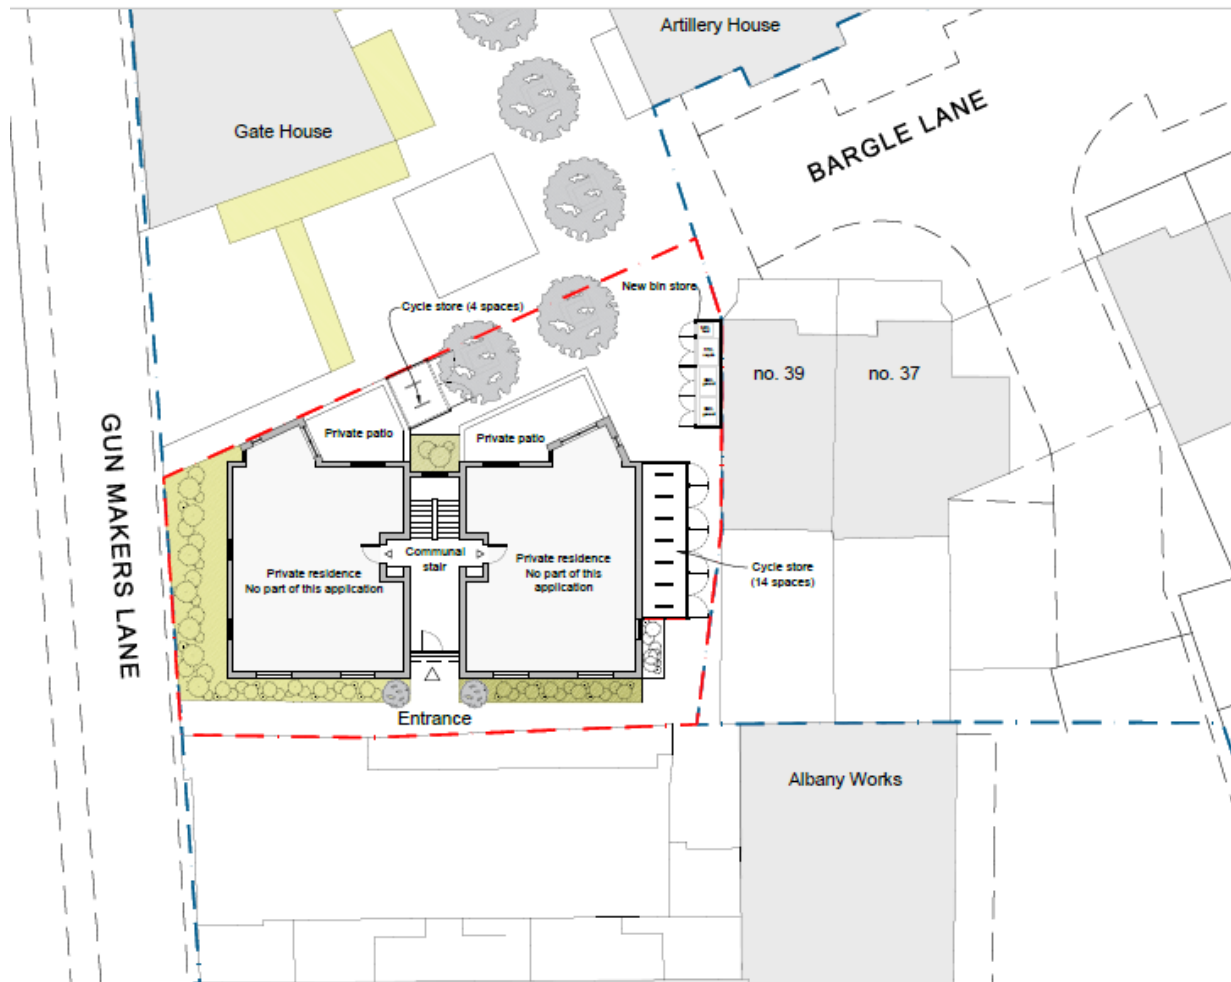 Artillery House
Gate House
BARGLE LANE
New bin store
Cycle store (4 spaces)
no. 39
no. 37
GUN MAKERS LANE
Private patio
Private patio
Communal
stair
Private residence
No part of this application
Private residence
No part of this
application
Cycle store
(14 spaces)
Entrance
Albany Works